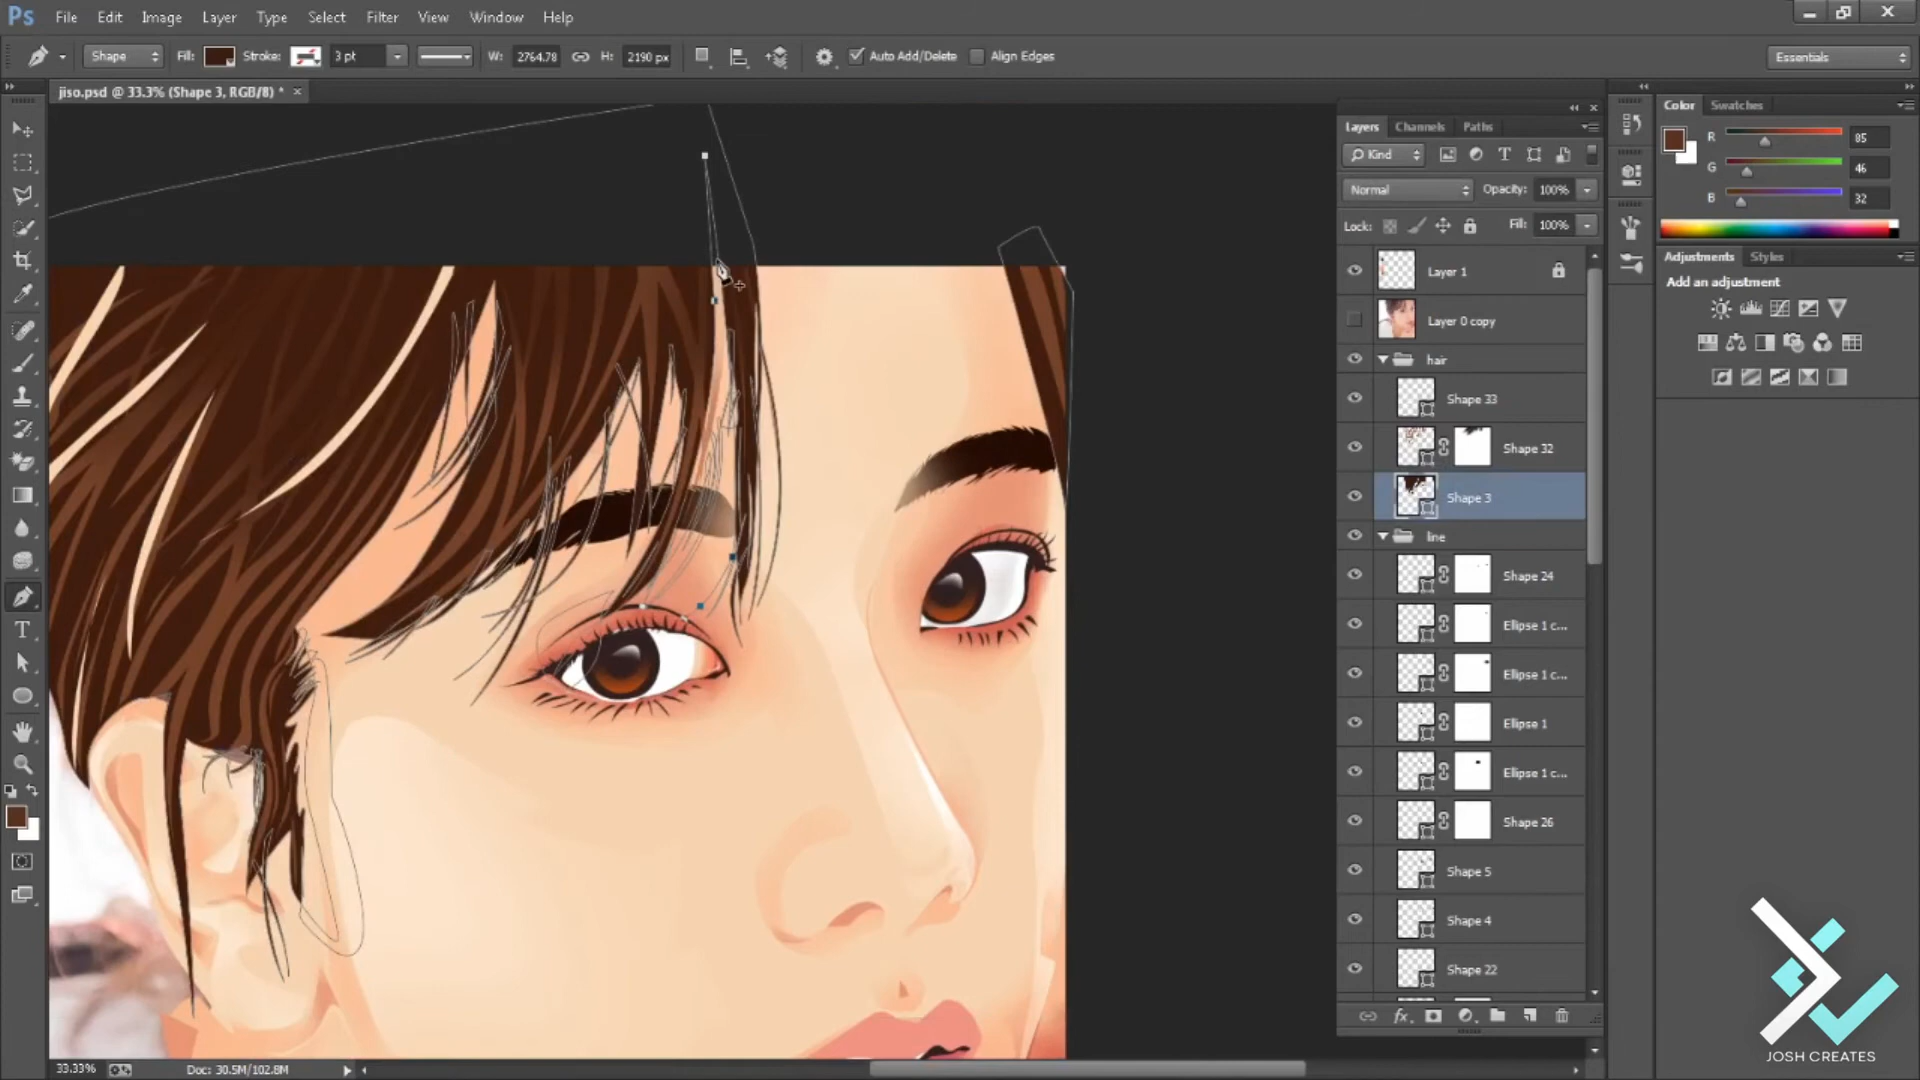 Ps File Edit Image Layer Type Select Filter View Window Help
Shape Fill: Stroke: 3 pt W: 2764.78 H: 2190 px Auto Add/Delete Align Edges Essentials
jiso.psd @ 33.3% (Shape 3, RGB/8) *
Layers Channels Paths
Kind
Normal Opacity: 100%
Lock: Fill: 100%
Layer 1
Layer 0 copy
hair
Shape 33
Shape 32
Shape 3
line
Shape 24
Ellipse 1 c...
Ellipse 1 c...
Ellipse 1
Ellipse 1 c...
Shape 26
Shape 5
Shape 4
Shape 22
Color Swatches
R 85
G 46
B 32
Adjustments Styles
Add an adjustment
33.33% Doc: 30.5M/102.8M
JOSH CREATES